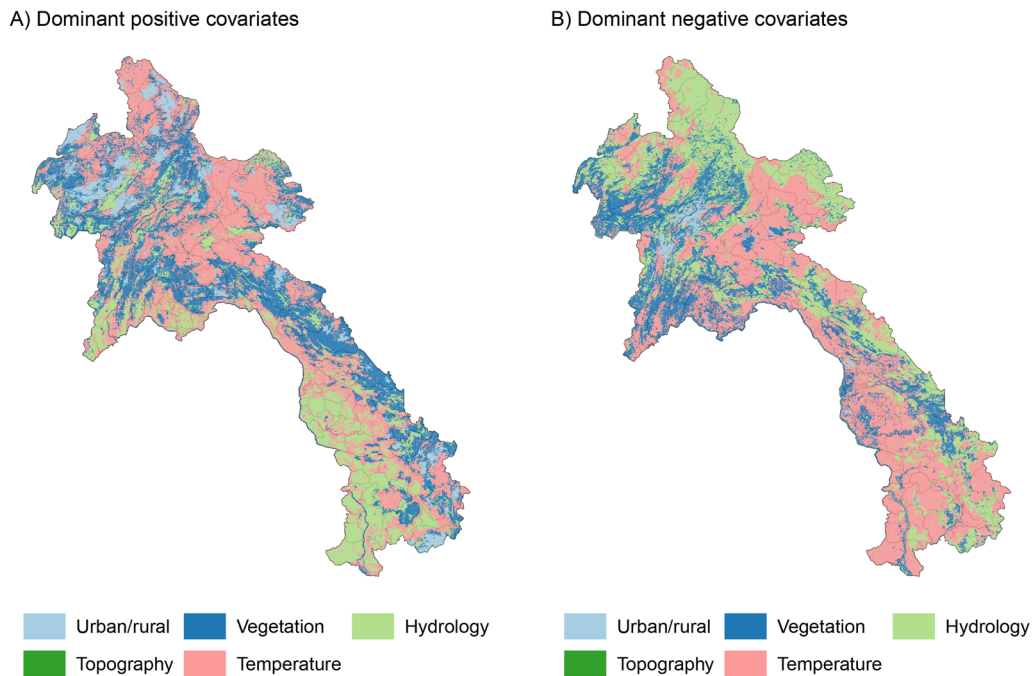 A) Dominant positive covariates
B) Dominant negative covariates
Urban/rural Vegetation Hydrology
Topography Temperature
Urban/rural Vegetation Hydrology
Topography Temperature